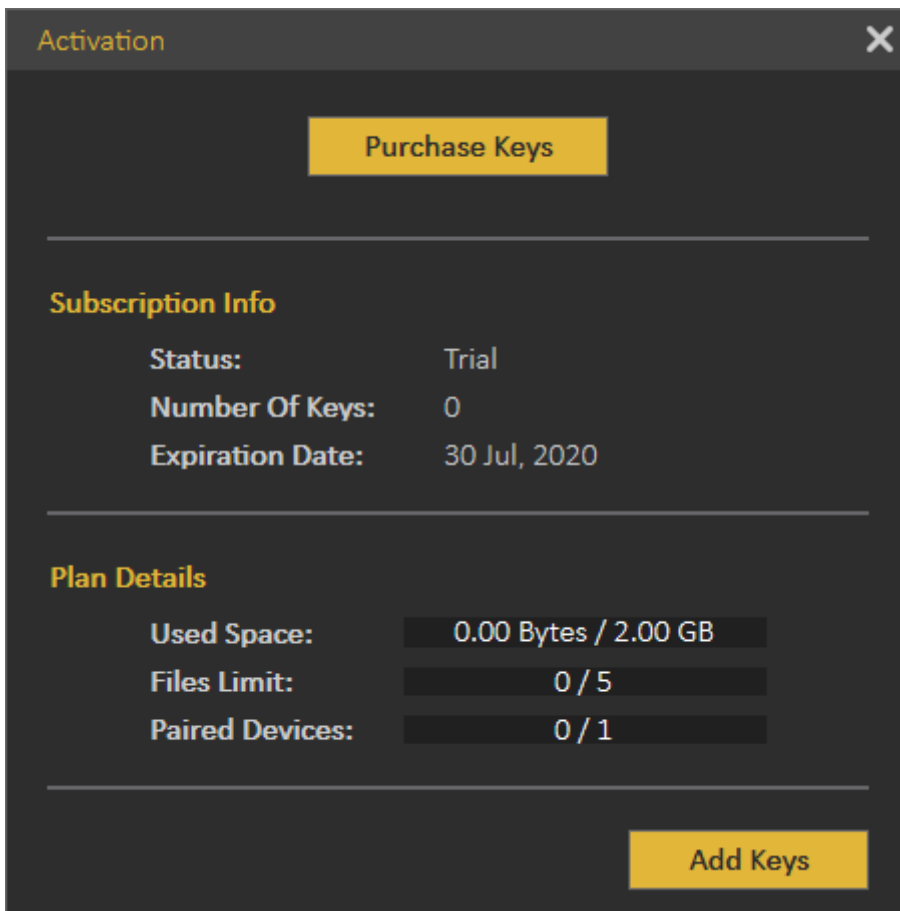 Activation
Purchase Keys
Subscription Info
Status: Trial
Number Of Keys: 0
Expiration Date: 30 Jul, 2020
Plan Details
Used Space: 0.00 Bytes / 2.00 GB
Files Limit: 0 / 5
Paired Devices: 0 / 1
Add Keys